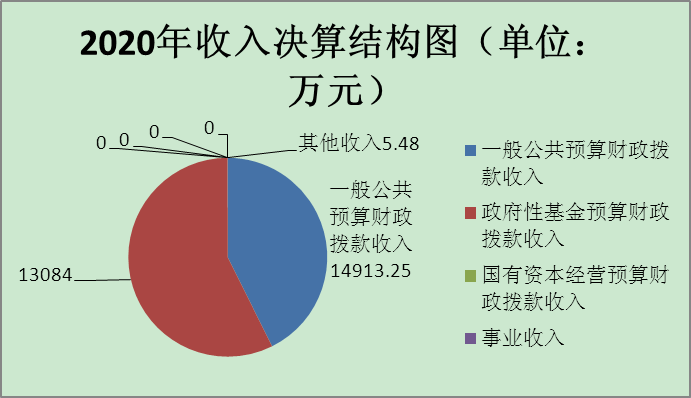 2020年收入决算结构图（单位：
万元）
0
0
0
0
其他收入5.48
一般公共
预算财政
拨款收入
14913.25
13084
一般公共预算财政拨
款收入
政府性基金预算财政
拨款收入
国有资本经营预算财
政拨款收入
事业收入